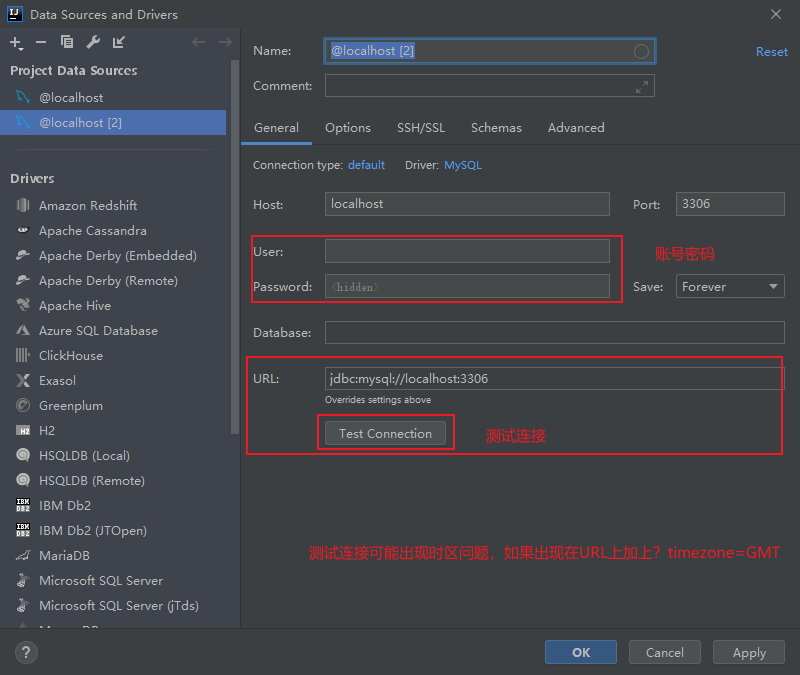 IJ Data Sources and Drivers
Project Data Sources
@localhost
@localhost [2]
Drivers
Amazon Redshift
Apache Cassandra
Apache Derby (Embedded)
Apache Derby (Remote)
Apache Hive
Azure SQL Database
ClickHouse
Exasol
Greenplum
H2 H2
HSQLDB (Local)
HSQLDB (Remote)
IBM DB2 IBM Db2
IBM DB2 IBM Db2 (JTOpen)
MariaDB
Microsoft SQL Server
Microsoft SQL Server (jTds)
Name: @localhost [2] Reset
Comment:
General Options SSH/SSL Schemas Advanced
Connection type: default Driver: MySQL
Host: localhost Port: 3306
User: 账号密码
Password: <hidden> Save: Forever
Database:
URL: jdbc:mysql://localhost:3306
Overrides settings above
Test Connection 测试连接
测试连接可能出现时区问题，如果出现在URL上加上？timezone=GMT
? OK Cancel Apply